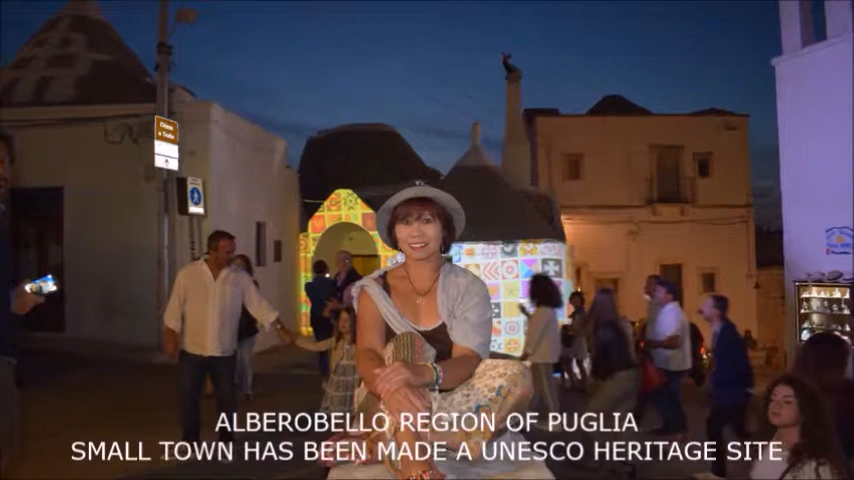 ALBEROBELLO REGION OF PUGLIA
SMALL TOWN HAS BEEN MADE A UNESCO HERITAGE SITE